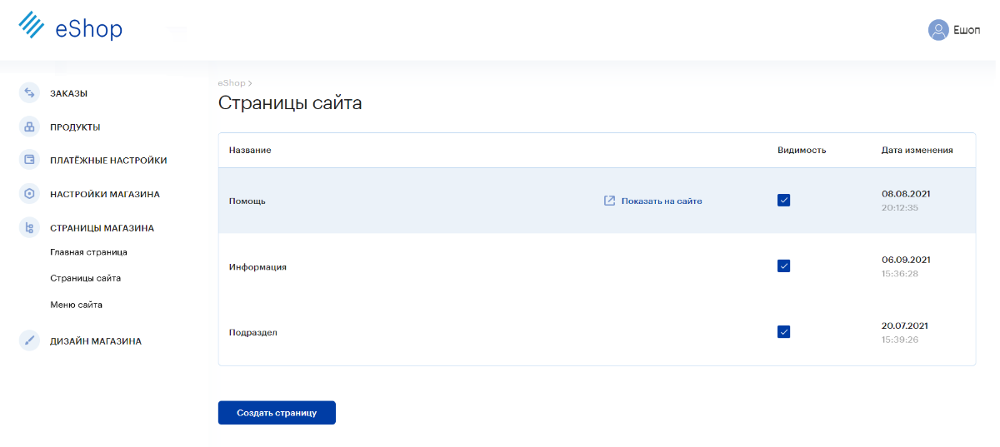 eShop
Ешоп
ЗАКАЗЫ
ПРОДУКТЫ
ПЛАТЁЖНЫЕ НАСТРОЙКИ
НАСТРОЙКИ МАГАЗИНА
СТРАНИЦЫ МАГАЗИНА
Главная страница
Страницы сайта
Меню сайта
ДИЗАЙН МАГАЗИНА
eShop >
Страницы сайта
Название Видимость Дата изменения
Помощь Показать на сайте 08.08.2021
20:12:35
Информация 06.09.2021
15:36:28
Подраздел 20.07.2021
15:39:26
Создать страницу